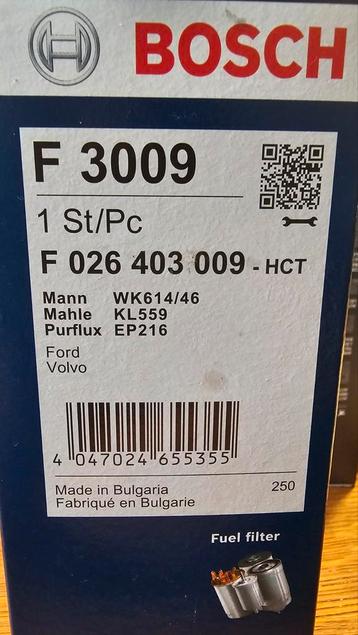 BOSCH
F 3009
1 St/Pc
F 026 403 009 - HCT
Mann WK614/46
Mahle KL559
Purflux EP216
Ford
Volvo
4 047024 655355
Made in Bulgaria 250
Fabriqué en Bulgarie
Fuel filter